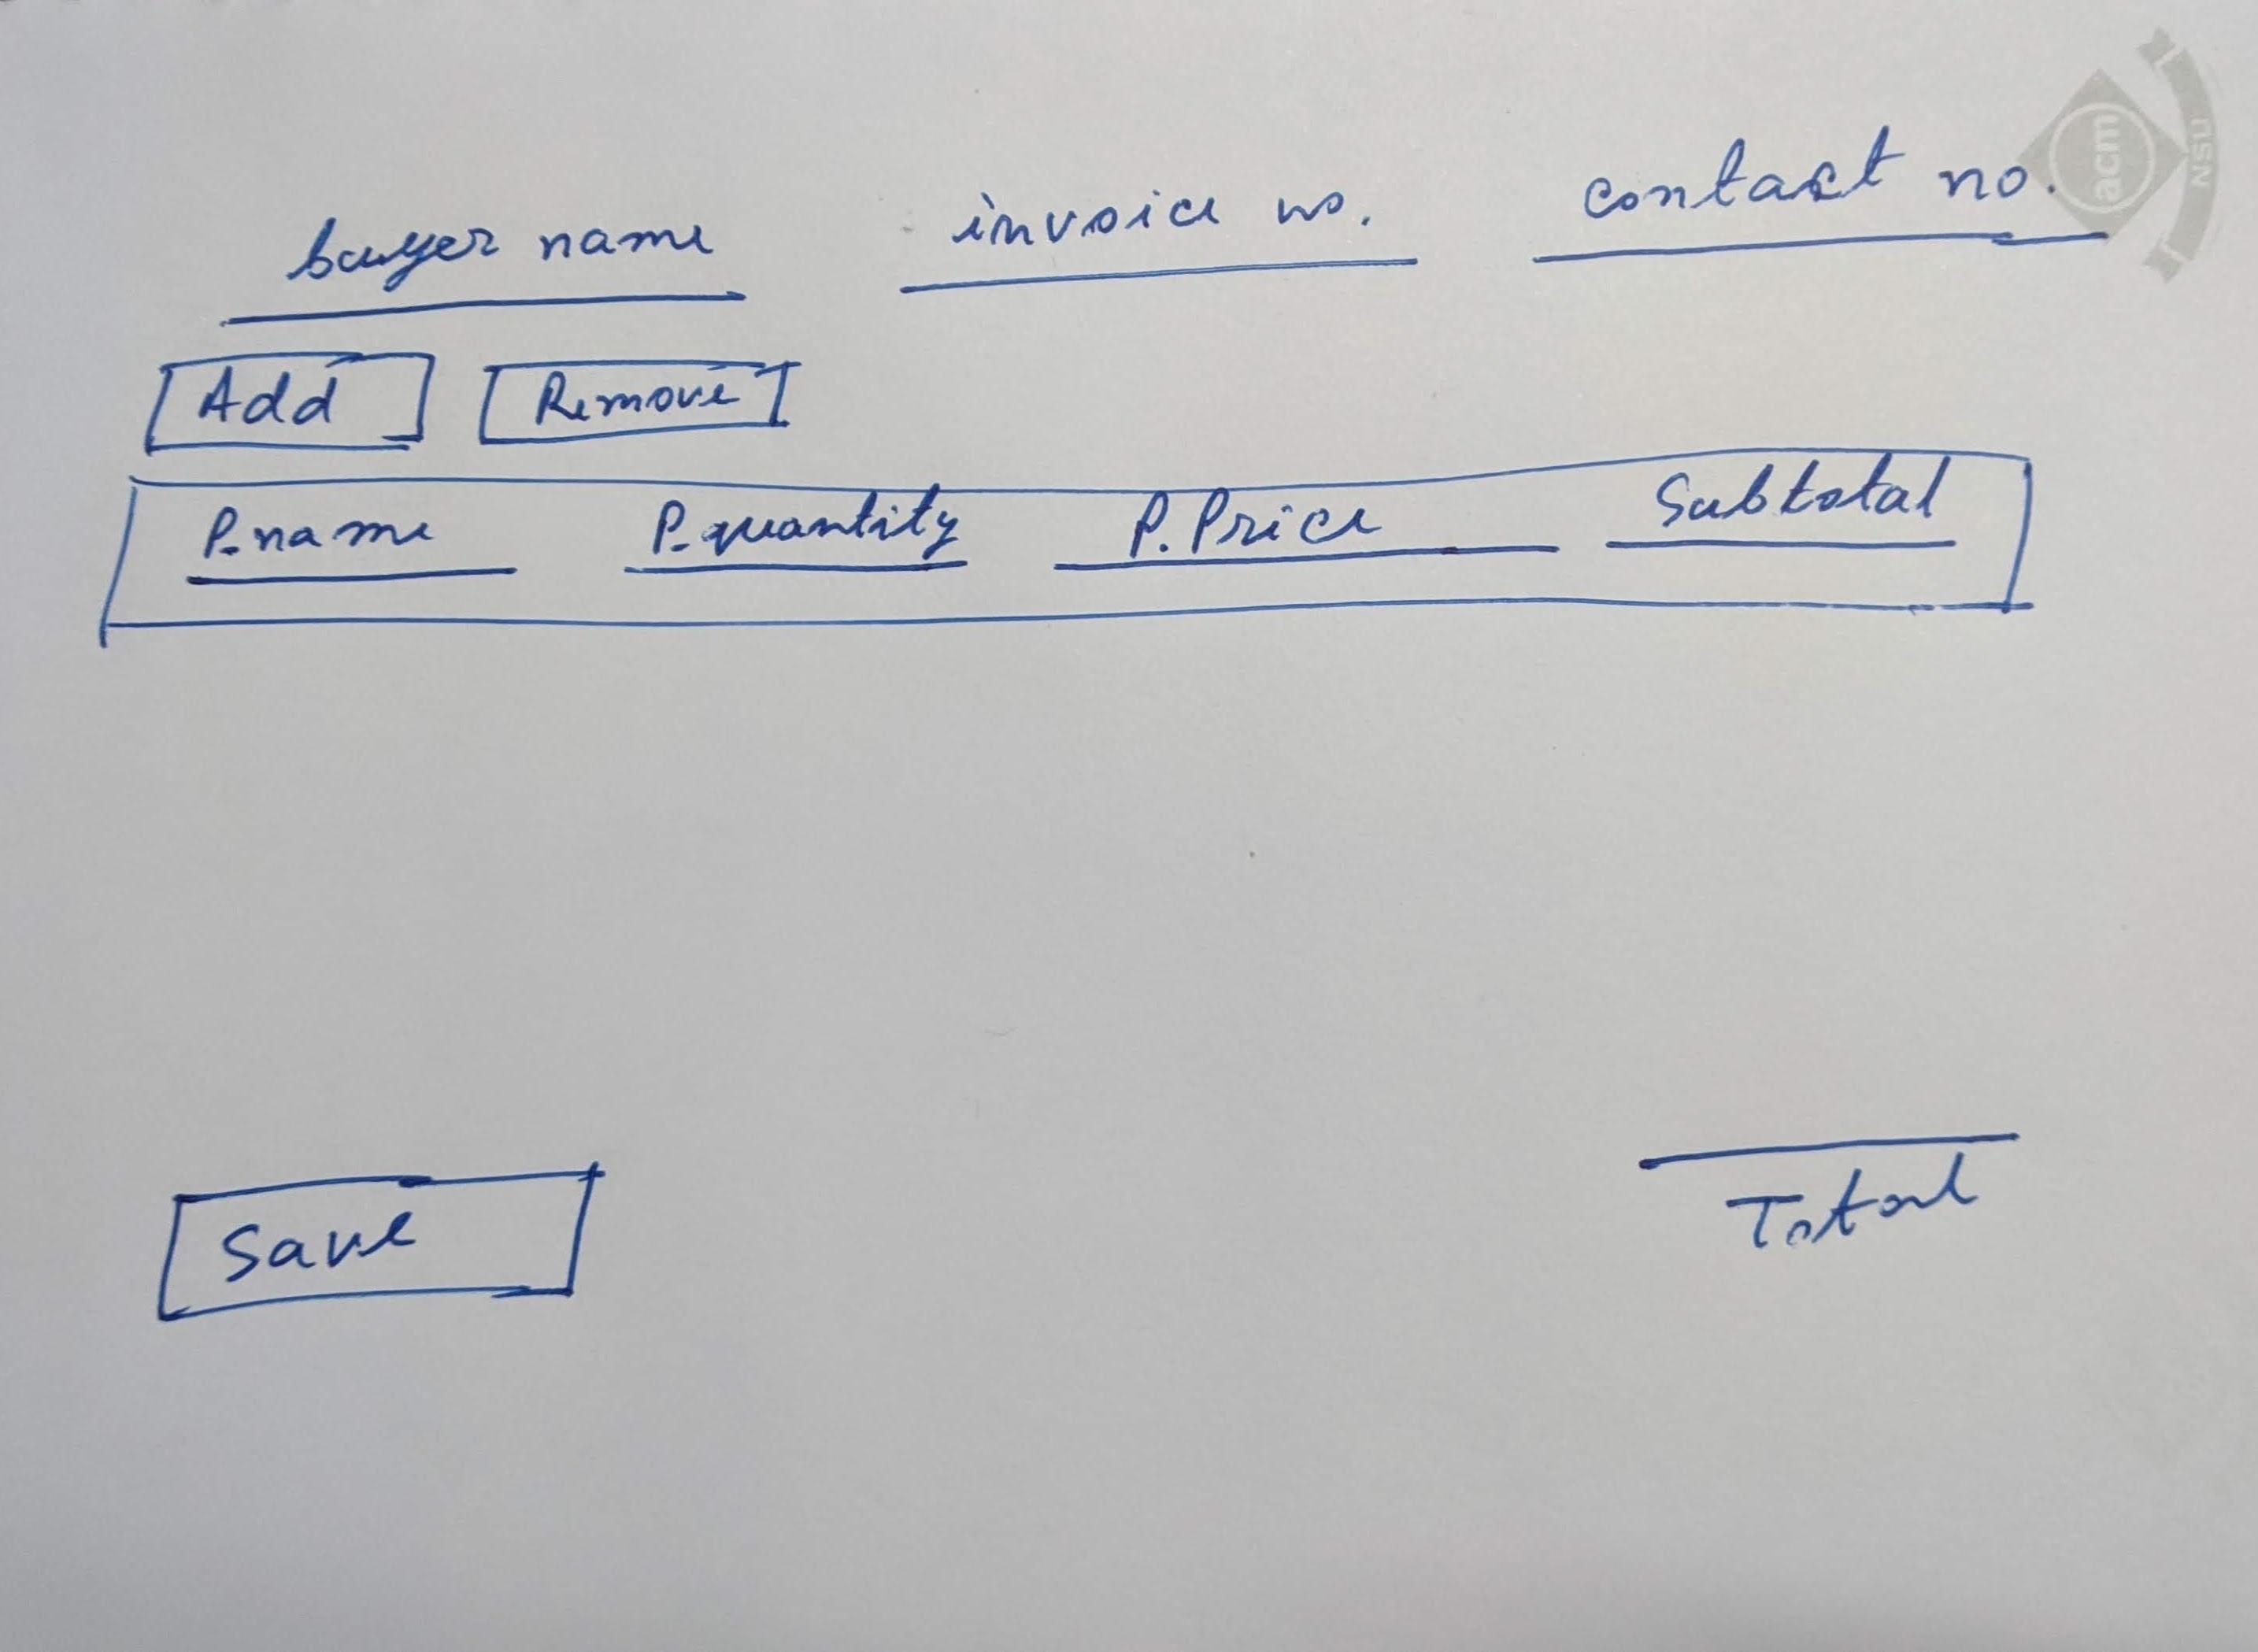 buyer name invoice no. contact no.
Add Remove
P.name P.quantity P.Price Subtotal
Save Total
acm
NSU